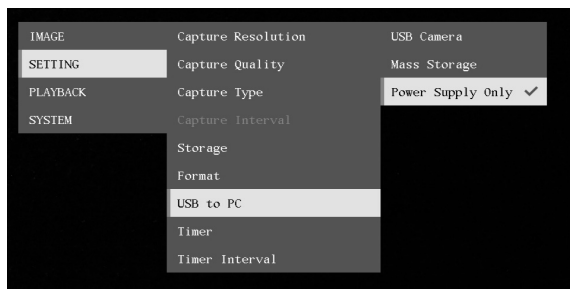 IMAGE
SETTING
PLAYBACK
SYSTEM
Capture Resolution
Capture Quality
Capture Type
Capture Interval
Storage
Format
USB to PC
Timer
Timer Interval
USB Camera
Mass Storage
Power Supply Only